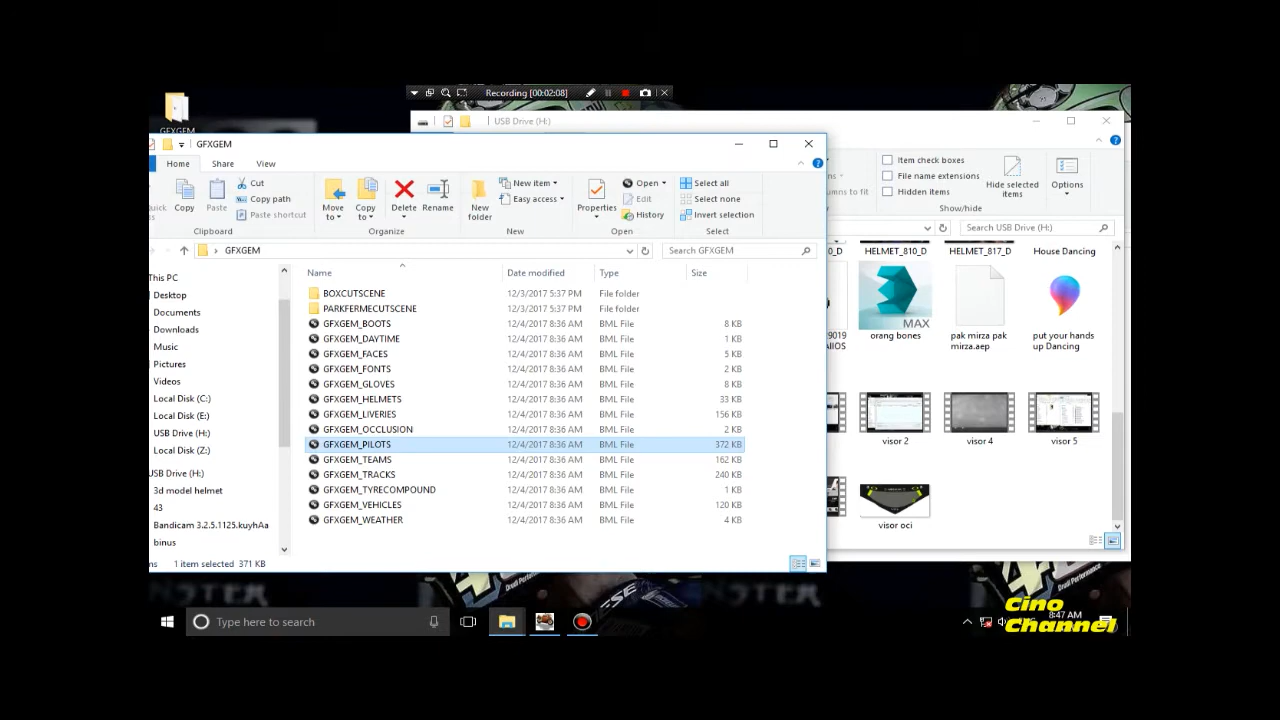 GFXGEM
Recording [00:02:08]
USB Drive (H:)
GFXGEM
Home
Share
View
Copy
Paste
Cut
Copy path
Paste shortcut
Clipboard
Move to
Copy to
Delete
Rename
Organize
New folder
New item
Easy access
New
Properties
Open
Edit
History
Open
Select all
Select none
Invert selection
Select
Item check boxes
File name extensions
Hidden items
Hide selected items
Options
Show/hide
GFXGEM
Search GFXGEM
Search USB Drive (H:)
This PC
Desktop
Documents
Downloads
Music
Pictures
Videos
Local Disk (C:)
Local Disk (E:)
USB Drive (H:)
Local Disk (Z:)
USB Drive (H:)
3d model helmet
43
Bandicam 3.2.5.1125.kuyhAa
binus
Name
Date modified
Type
Size
BOXCUTSCENE 12/3/2017 5:37 PM File folder
PARKFERMECUTSCENE 12/3/2017 5:37 PM File folder
GFXGEM_BOOTS 12/4/2017 8:36 AM BML File 8 KB
GFXGEM_DAYTIME 12/4/2017 8:36 AM BML File 1 KB
GFXGEM_FACES 12/4/2017 8:36 AM BML File 5 KB
GFXGEM_FONTS 12/4/2017 8:36 AM BML File 2 KB
GFXGEM_GLOVES 12/4/2017 8:36 AM BML File 8 KB
GFXGEM_HELMETS 12/4/2017 8:36 AM BML File 33 KB
GFXGEM_LIVERIES 12/4/2017 8:36 AM BML File 156 KB
GFXGEM_OCCLUSION 12/4/2017 8:36 AM BML File 2 KB
GFXGEM_PILOTS 12/4/2017 8:36 AM BML File 372 KB
GFXGEM_TEAMS 12/4/2017 8:36 AM BML File 162 KB
GFXGEM_TRACKS 12/4/2017 8:36 AM BML File 240 KB
GFXGEM_TYRECOMPOUND 12/4/2017 8:36 AM BML File 1 KB
GFXGEM_VEHICLES 12/4/2017 8:36 AM BML File 120 KB
GFXGEM_WEATHER 12/4/2017 8:36 AM BML File 4 KB
1 item selected 371 KB
HELMET_810_D
HELMET_817_D
House Dancing
MAX
orang bones
pak mirza pak mirza.aep
put your hands up Dancing
visor 2
visor 4
visor 5
visor oci
Type here to search
8:47 AM
Cino
Channel